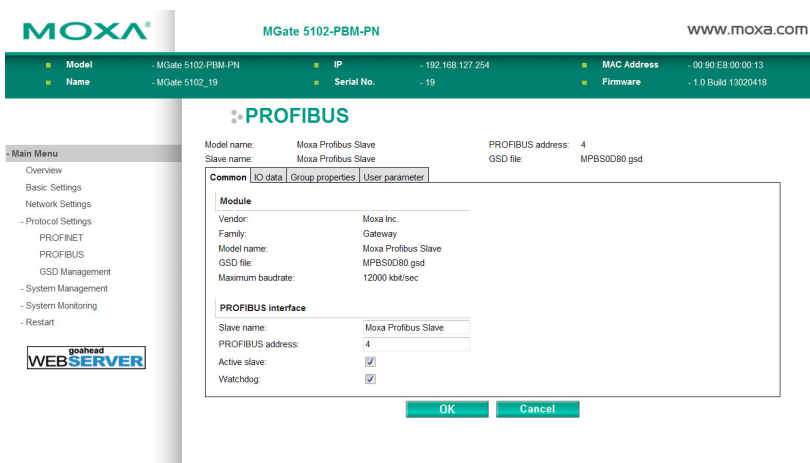 MOXA®
MGate 5102-PBM-PN
www.moxa.com
Model - MGate 5102-PBM-PN IP - 192.168.127.254 MAC Address - 00:90:E8:00:00:13
Name - MGate 5102_19 Serial No. - 19 Firmware - 1.0 Build 13020418
- Main Menu
Overview
Basic Settings
Network Settings
- Protocol Settings
PROFINET
PROFIBUS
GSD Management
- System Management
- System Monitoring
- Restart
goahead
WEBSERVER
PROFIBUS
Model name: Moxa Profibus Slave PROFIBUS address: 4
Slave name: Moxa Profibus Slave GSD file: MPBS0D80.gsd
Common IO data Group properties User parameter
Module
Vendor: Moxa Inc.
Family: Gateway
Model name: Moxa Profibus Slave
GSD file: MPBS0D80.gsd
Maximum baudrate: 12000 kbit/sec
PROFIBUS interface
Slave name: Moxa Profibus Slave
PROFIBUS address: 4
Active slave:
Watchdog:
OK Cancel